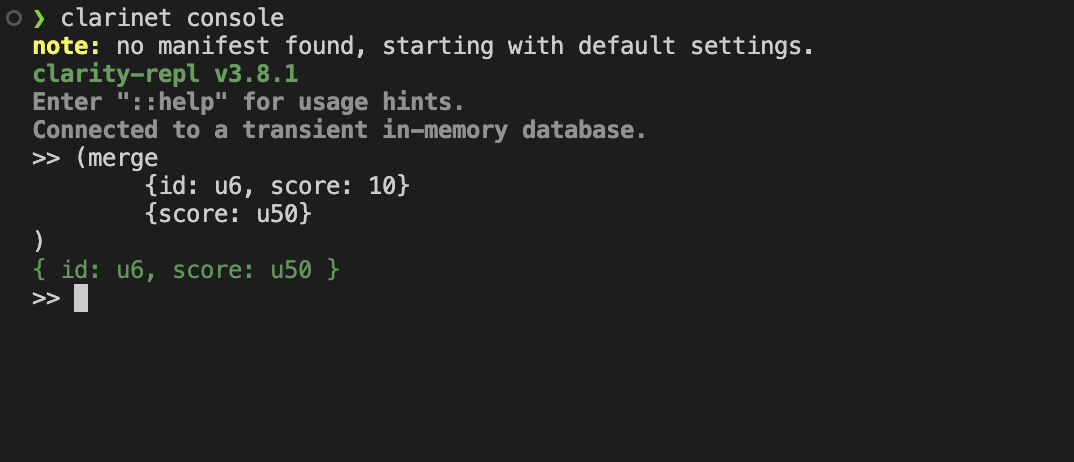 ❯ clarinet console
note: no manifest found, starting with default settings.
clarity-repl v3.8.1
Enter "::help" for usage hints.
Connected to a transient in-memory database.
>> (merge
        {id: u6, score: 10}
        {score: u50}
)
{ id: u6, score: u50 }
>>